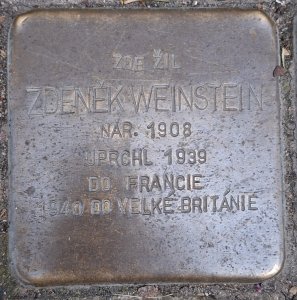 ZDE ŽIL
ZDENĚK WEINSTEIN
NAR. 1908
UPRCHL 1939
DO FRANCIE
1940 DO VELKÉ BRITÁNIE